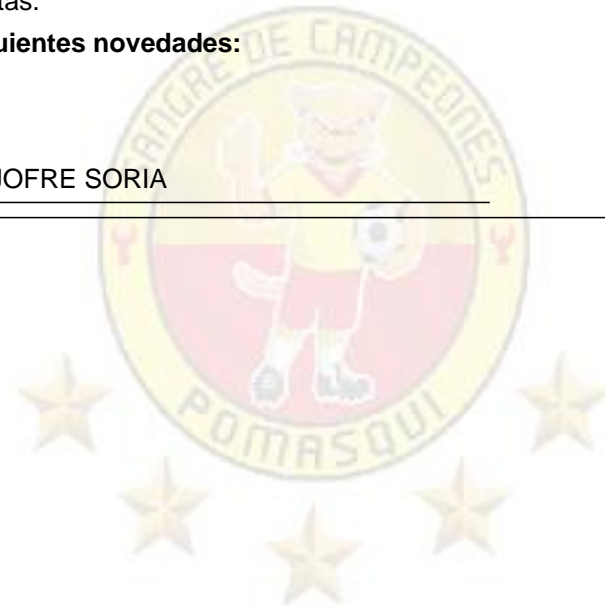 tas.
uientes novedades:
SANGRE DE CAMPEONES
JOFRE SORIA
POMASQUI